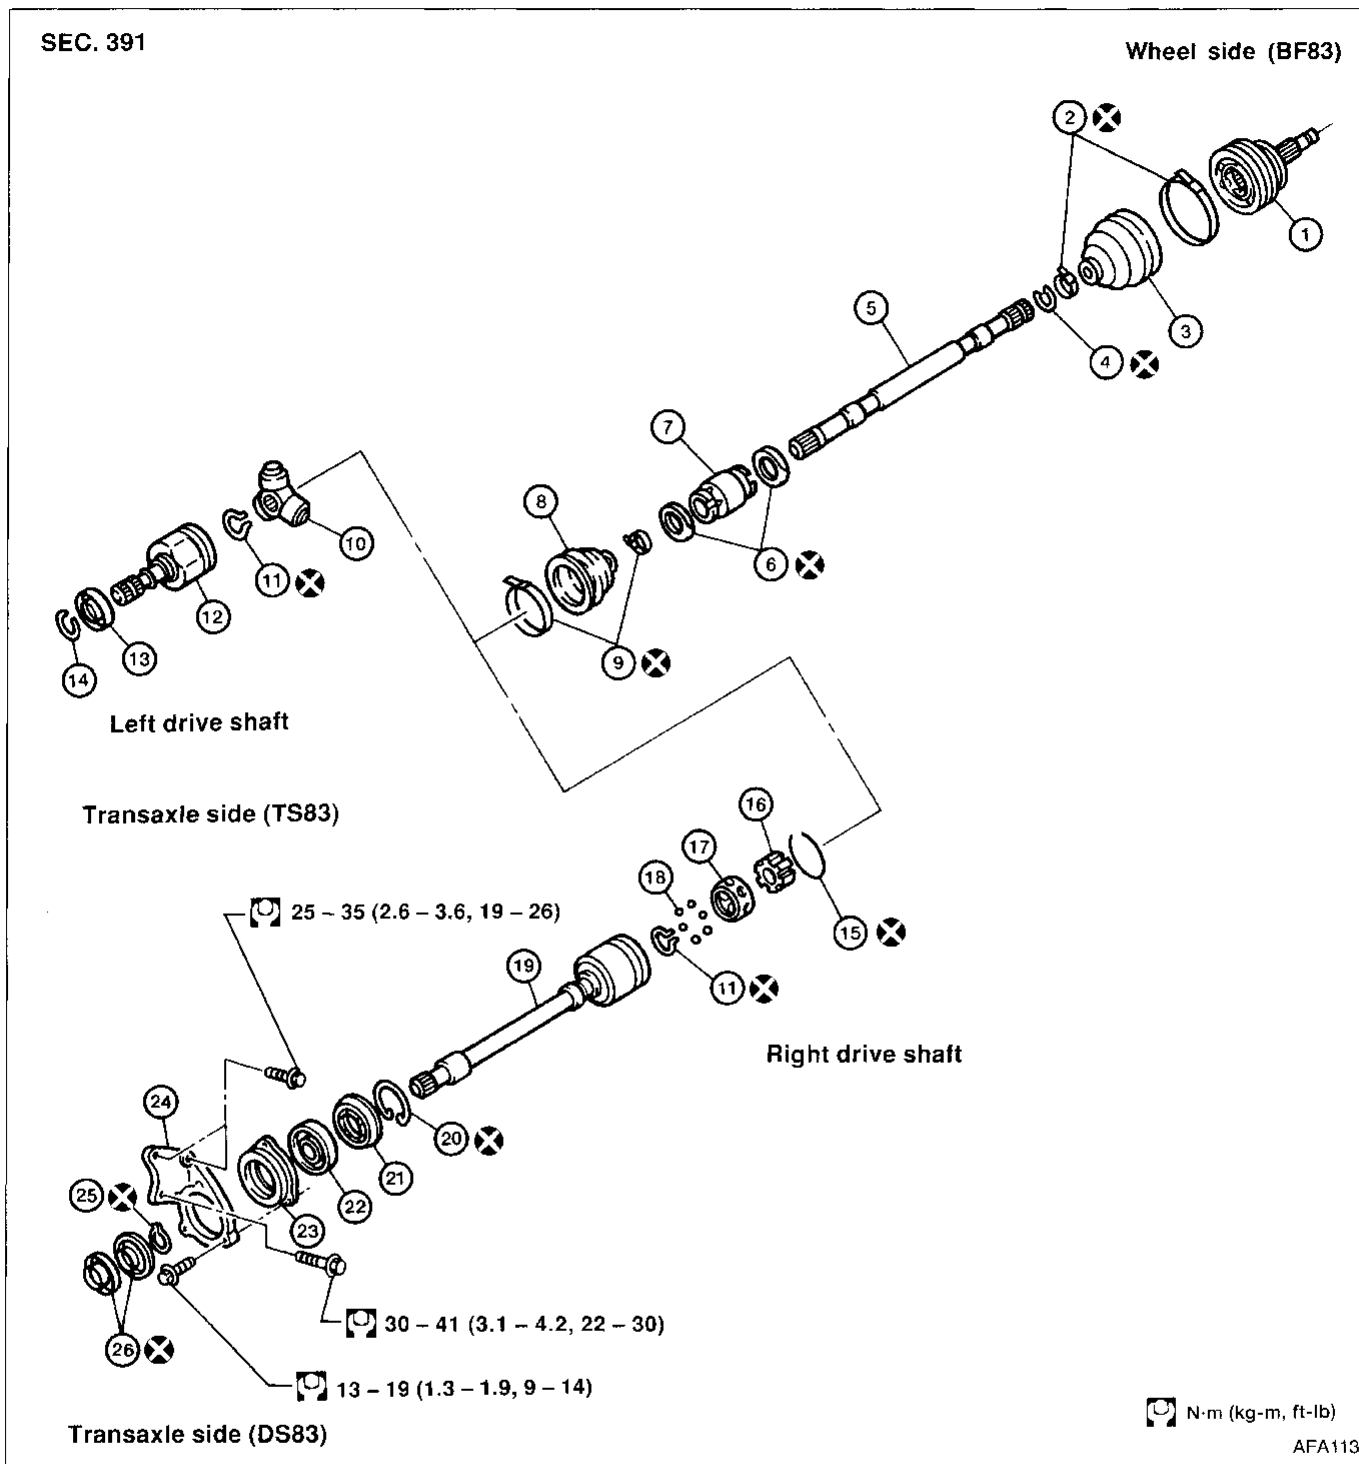 SEC. 391
Wheel side (BF83)
2
1
3
5
4
7
8
6
10
11
12
9
13
14
Left drive shaft
Transaxle side (TS83)
16
17
18
15
25 – 35 (2.6 – 3.6, 19 – 26)
19
11
Right drive shaft
24
20
21
25
22
23
30 – 41 (3.1 – 4.2, 22 – 30)
26
13 – 19 (1.3 – 1.9, 9 – 14)
Transaxle side (DS83)
N·m (kg-m, ft-lb)
AFA113